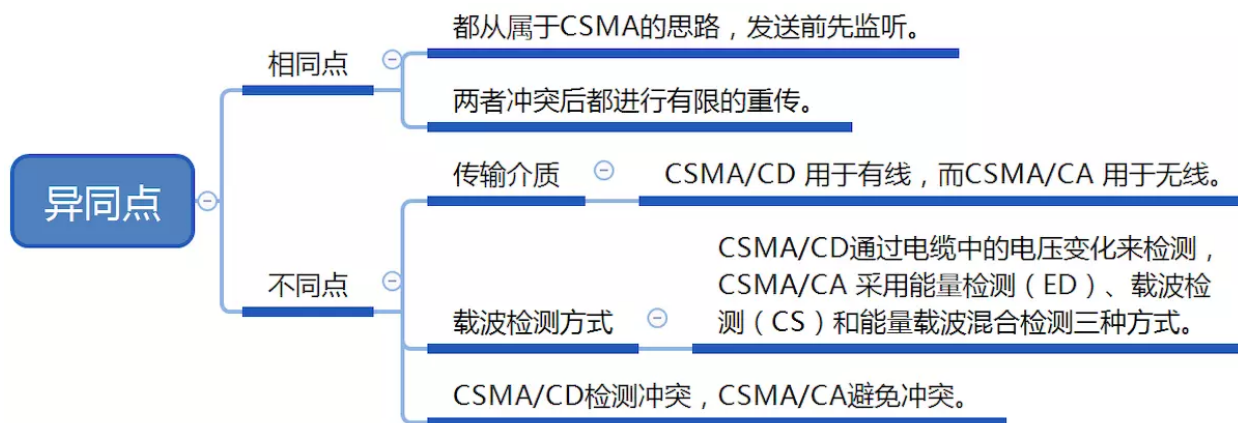 异同点
相同点
都从属于CSMA的思路，发送前先监听。
两者冲突后都进行有限的重传。
不同点
传输介质
CSMA/CD 用于有线，而CSMA/CA 用于无线。
载波检测方式
CSMA/CD通过电缆中的电压变化来检测，
CSMA/CA 采用能量检测（ED）、载波检
测（CS）和能量载波混合检测三种方式。
CSMA/CD检测冲突，CSMA/CA避免冲突。